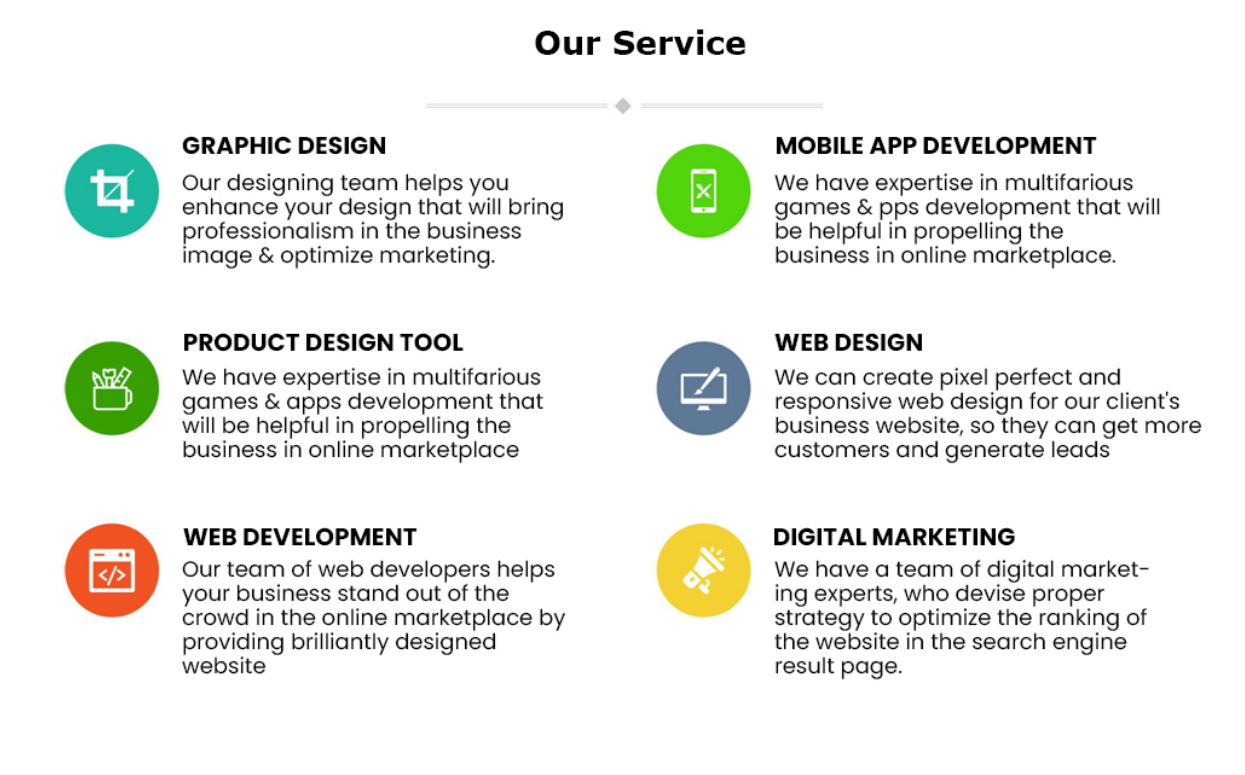 Our Service
GRAPHIC DESIGN
Our designing team helps you
enhance your design that will bring
professionalism in the business
image & optimize marketing.
MOBILE APP DEVELOPMENT
We have expertise in multifarious
games & pps development that will
be helpful in propelling the
business in online marketplace.
PRODUCT DESIGN TOOL
We have expertise in multifarious
games & apps development that
will be helpful in propelling the
business in online marketplace
WEB DESIGN
We can create pixel perfect and
responsive web design for our client's
business website, so they can get more
customers and generate leads
WEB DEVELOPMENT
Our team of web developers helps
your business stand out of the
crowd in the online marketplace by
providing brilliantly designed
website
DIGITAL MARKETING
We have a team of digital market-
ing experts, who devise proper
strategy to optimize the ranking of
the website in the search engine
result page.